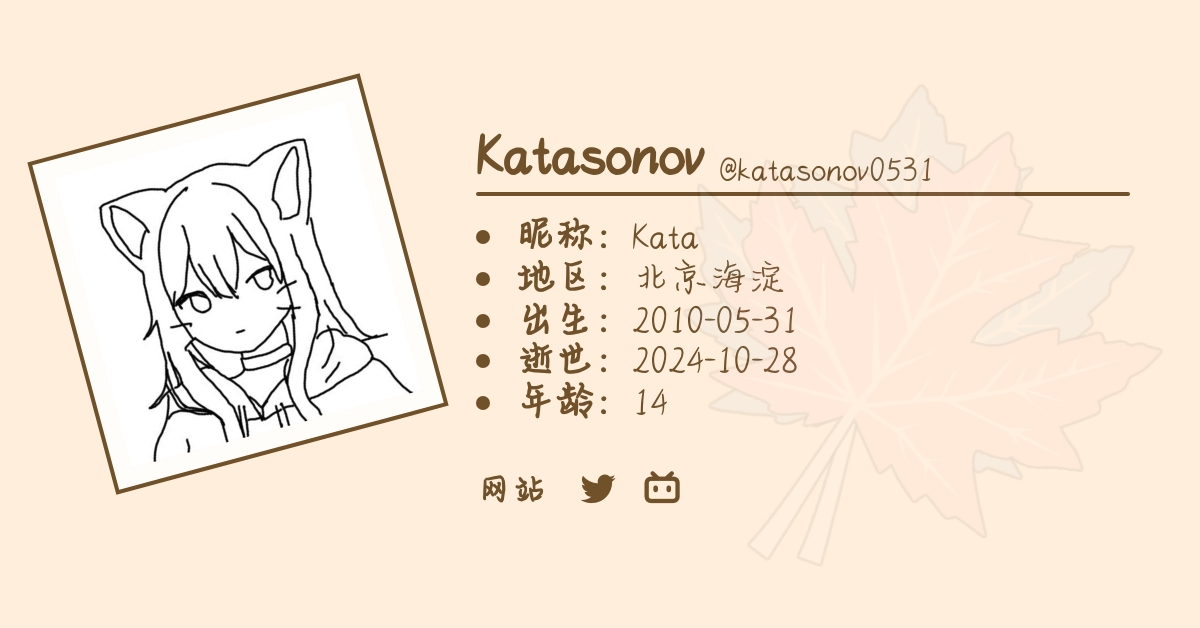 Katasonov @katasonov0531
昵称： Kata
地区： 北京海淀
出生： 2010-05-31
逝世： 2024-10-28
年龄： 14
网站